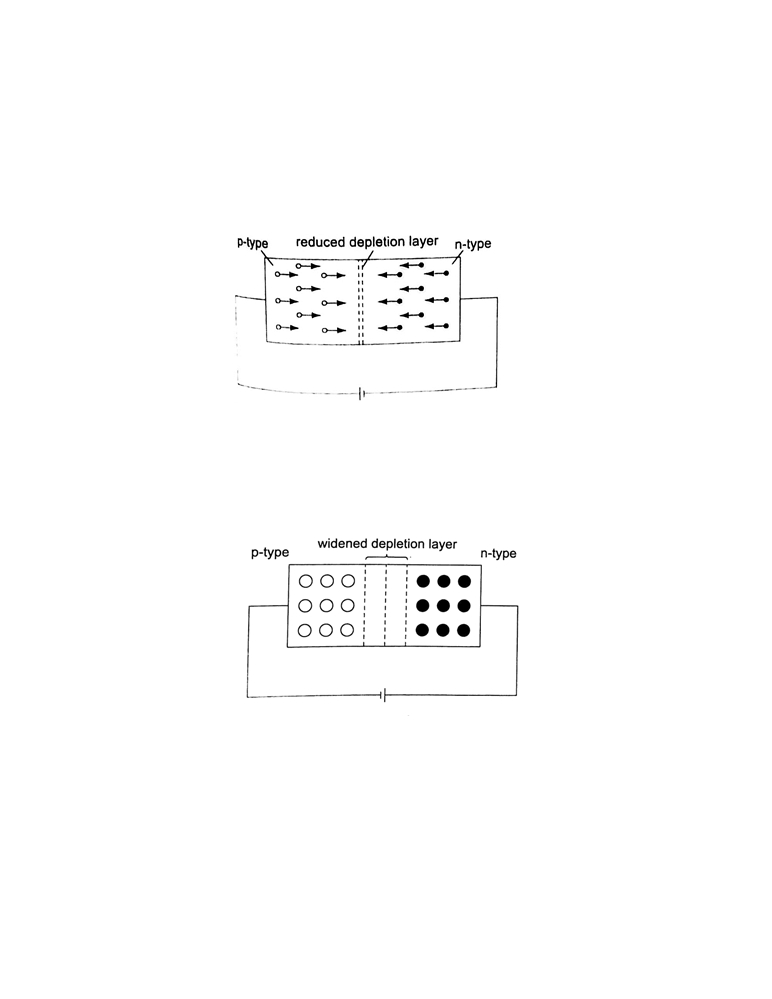 p-type reduced depletion layer n-type
widened depletion layer
p-type n-type